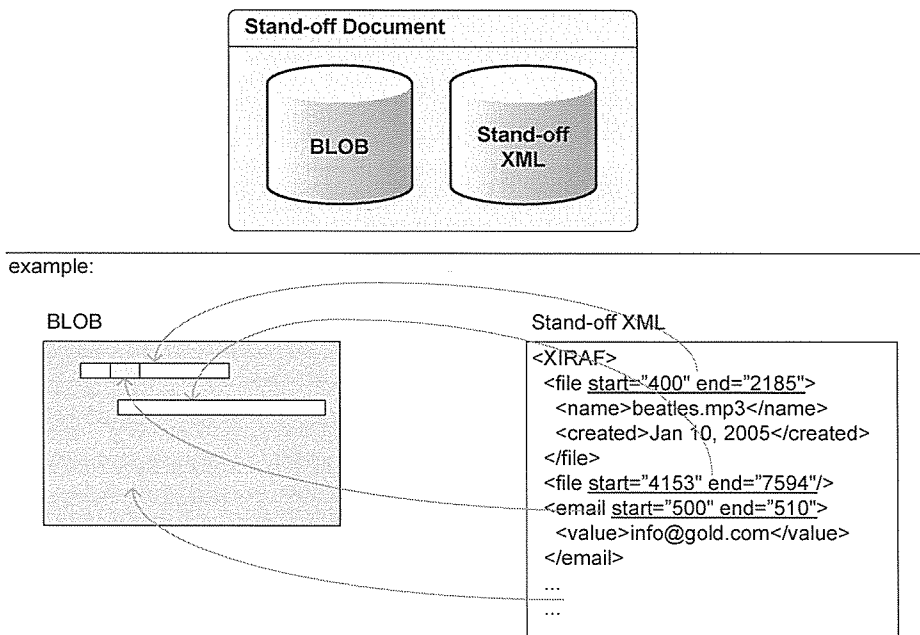 Stand-off Document
BLOB
Stand-off
XML
example:
BLOB
Stand-off XML
<XIRAF>
<file start="400" end="2185">
<name>beatles.mp3</name>
<created>Jan 10, 2005</created>
</file>
<file start="4153" end="7594"/>
<email start="500" end="510">
<value>info@gold.com</value>
</email>
...
...